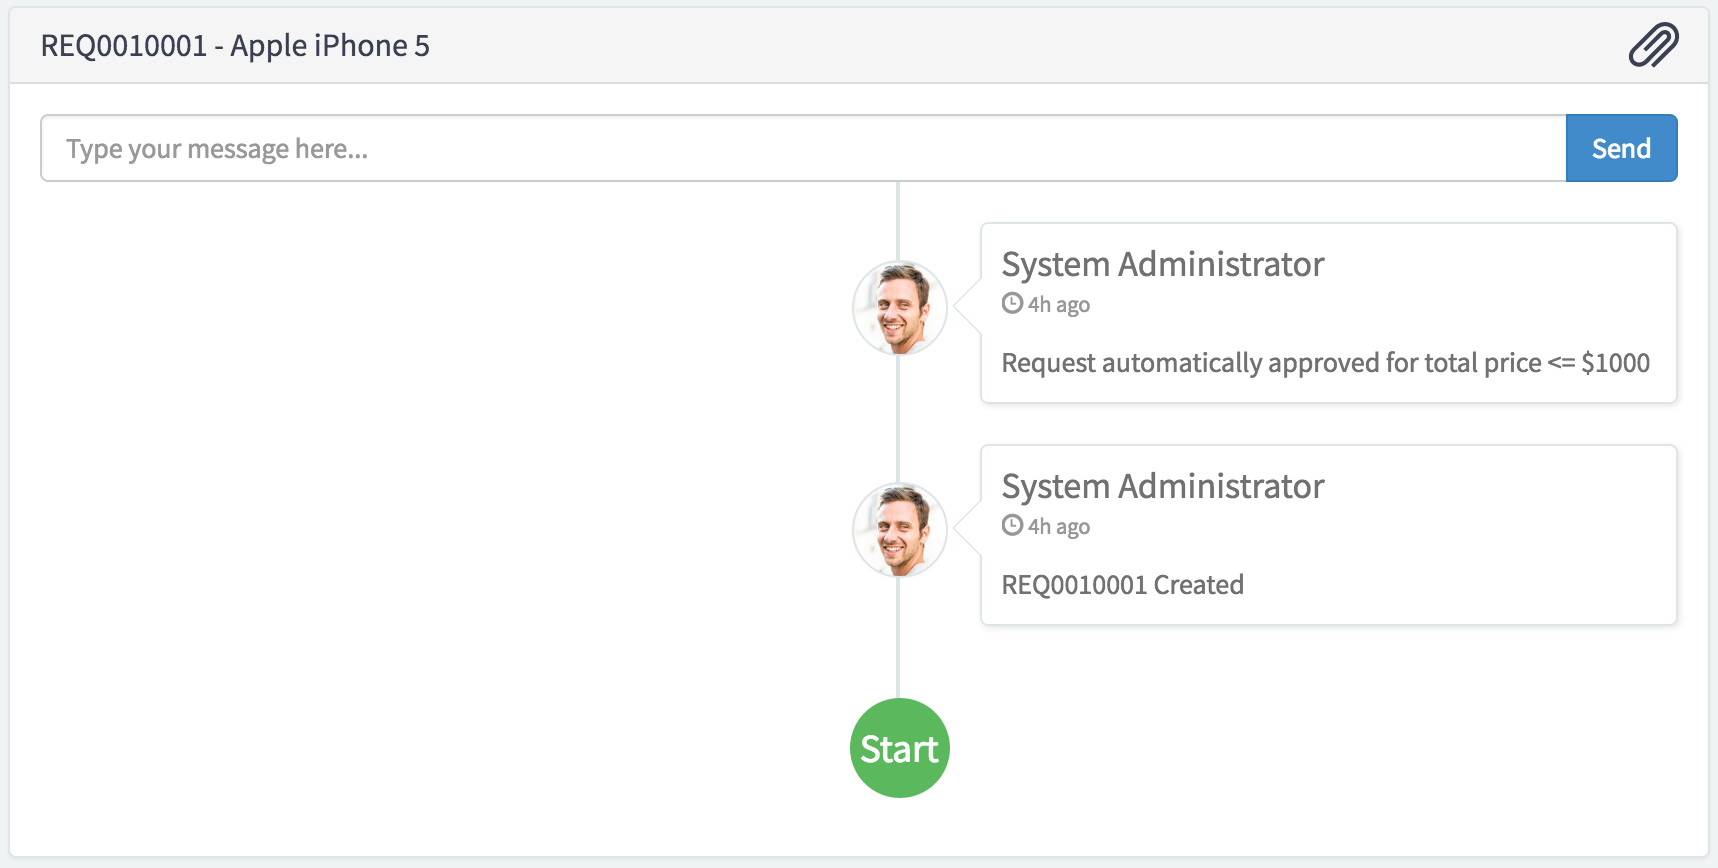 REQ0010001 - Apple iPhone 5
Type your message here...
Send
System Administrator
4h ago
Request automatically approved for total price <= $1000
System Administrator
4h ago
REQ0010001 Created
Start